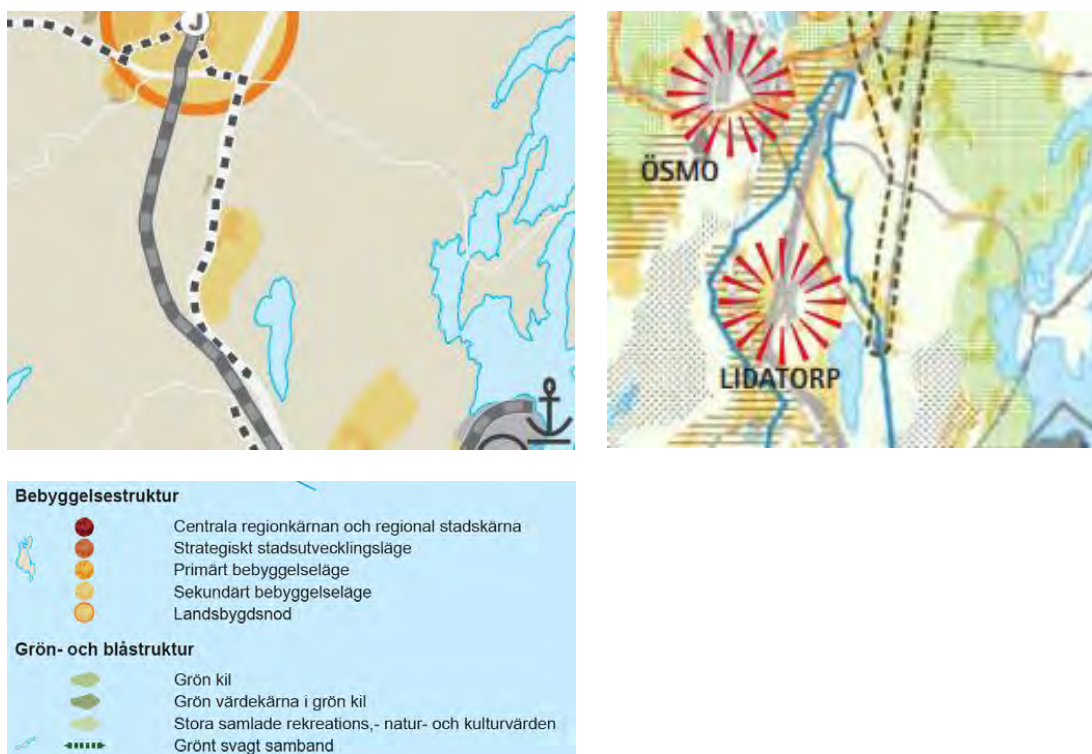 J
ÖSMO
LIDATORP
Bebyggelsestruktur
Centrala regionkärnan och regional stadskärna
Strategiskt stadsutvecklingsläge
Primärt bebyggelseläge
Sekundärt bebyggelseläge
Landsbygdsnod
Grön- och blåstruktur
Grön kil
Grön värdekärna i grön kil
Stora samlade rekreations,- natur- och kulturvärden
Grönt svagt samband